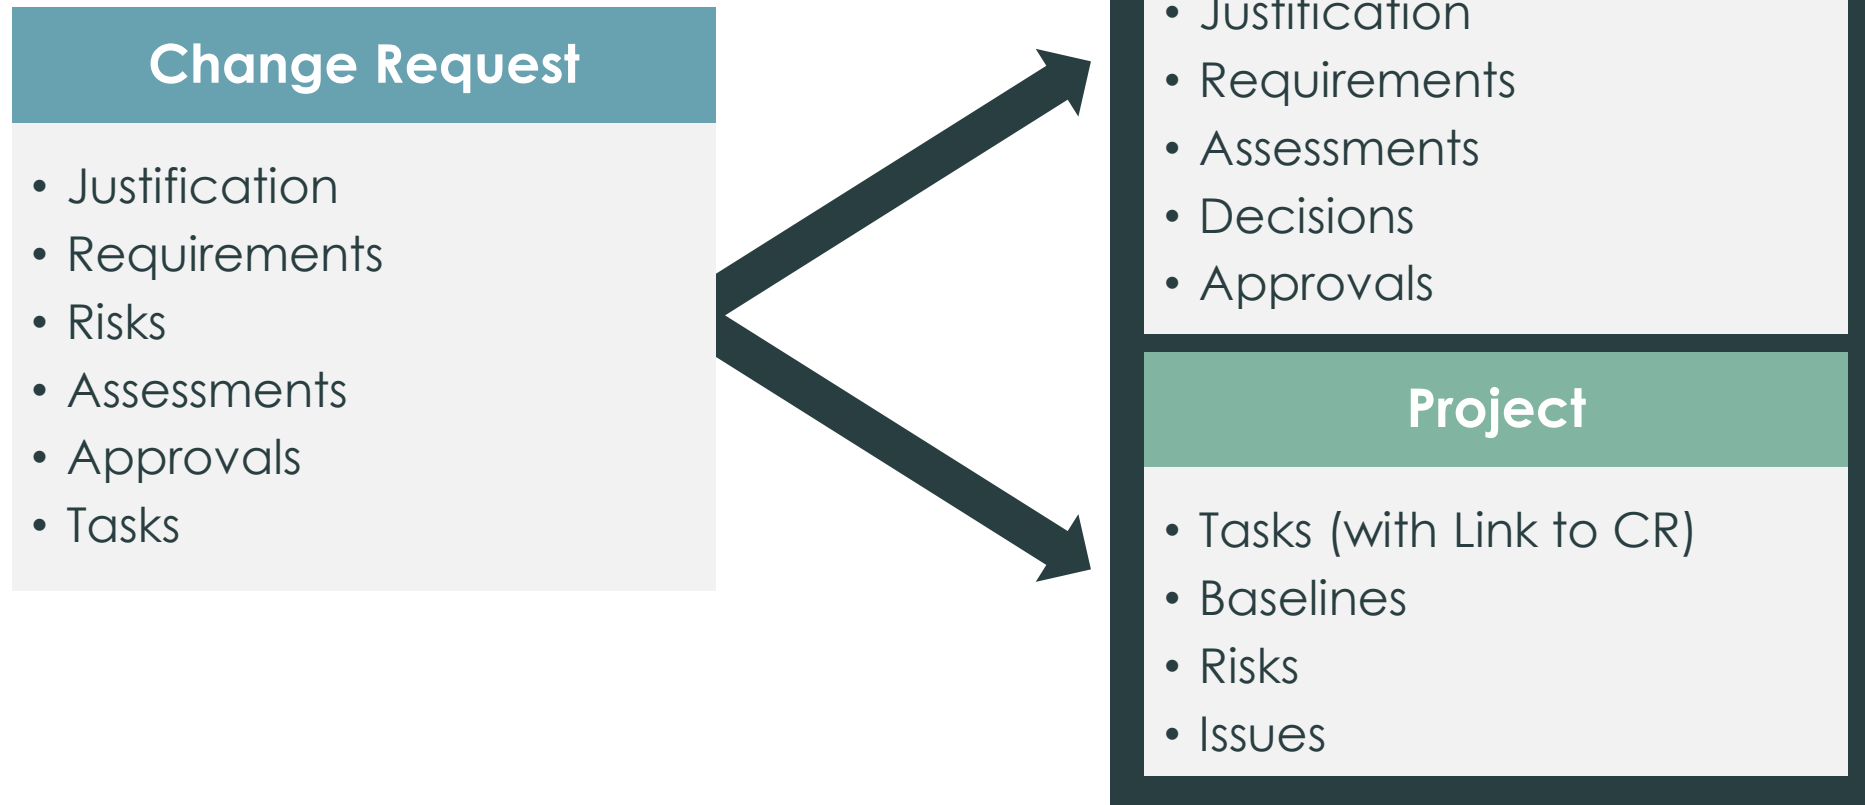 Change Request
• Justification
• Requirements
• Risks
• Assessments
• Approvals
• Tasks
• Justification
• Requirements
• Assessments
• Decisions
• Approvals
Project
• Tasks (with Link to CR)
• Baselines
• Risks
• Issues